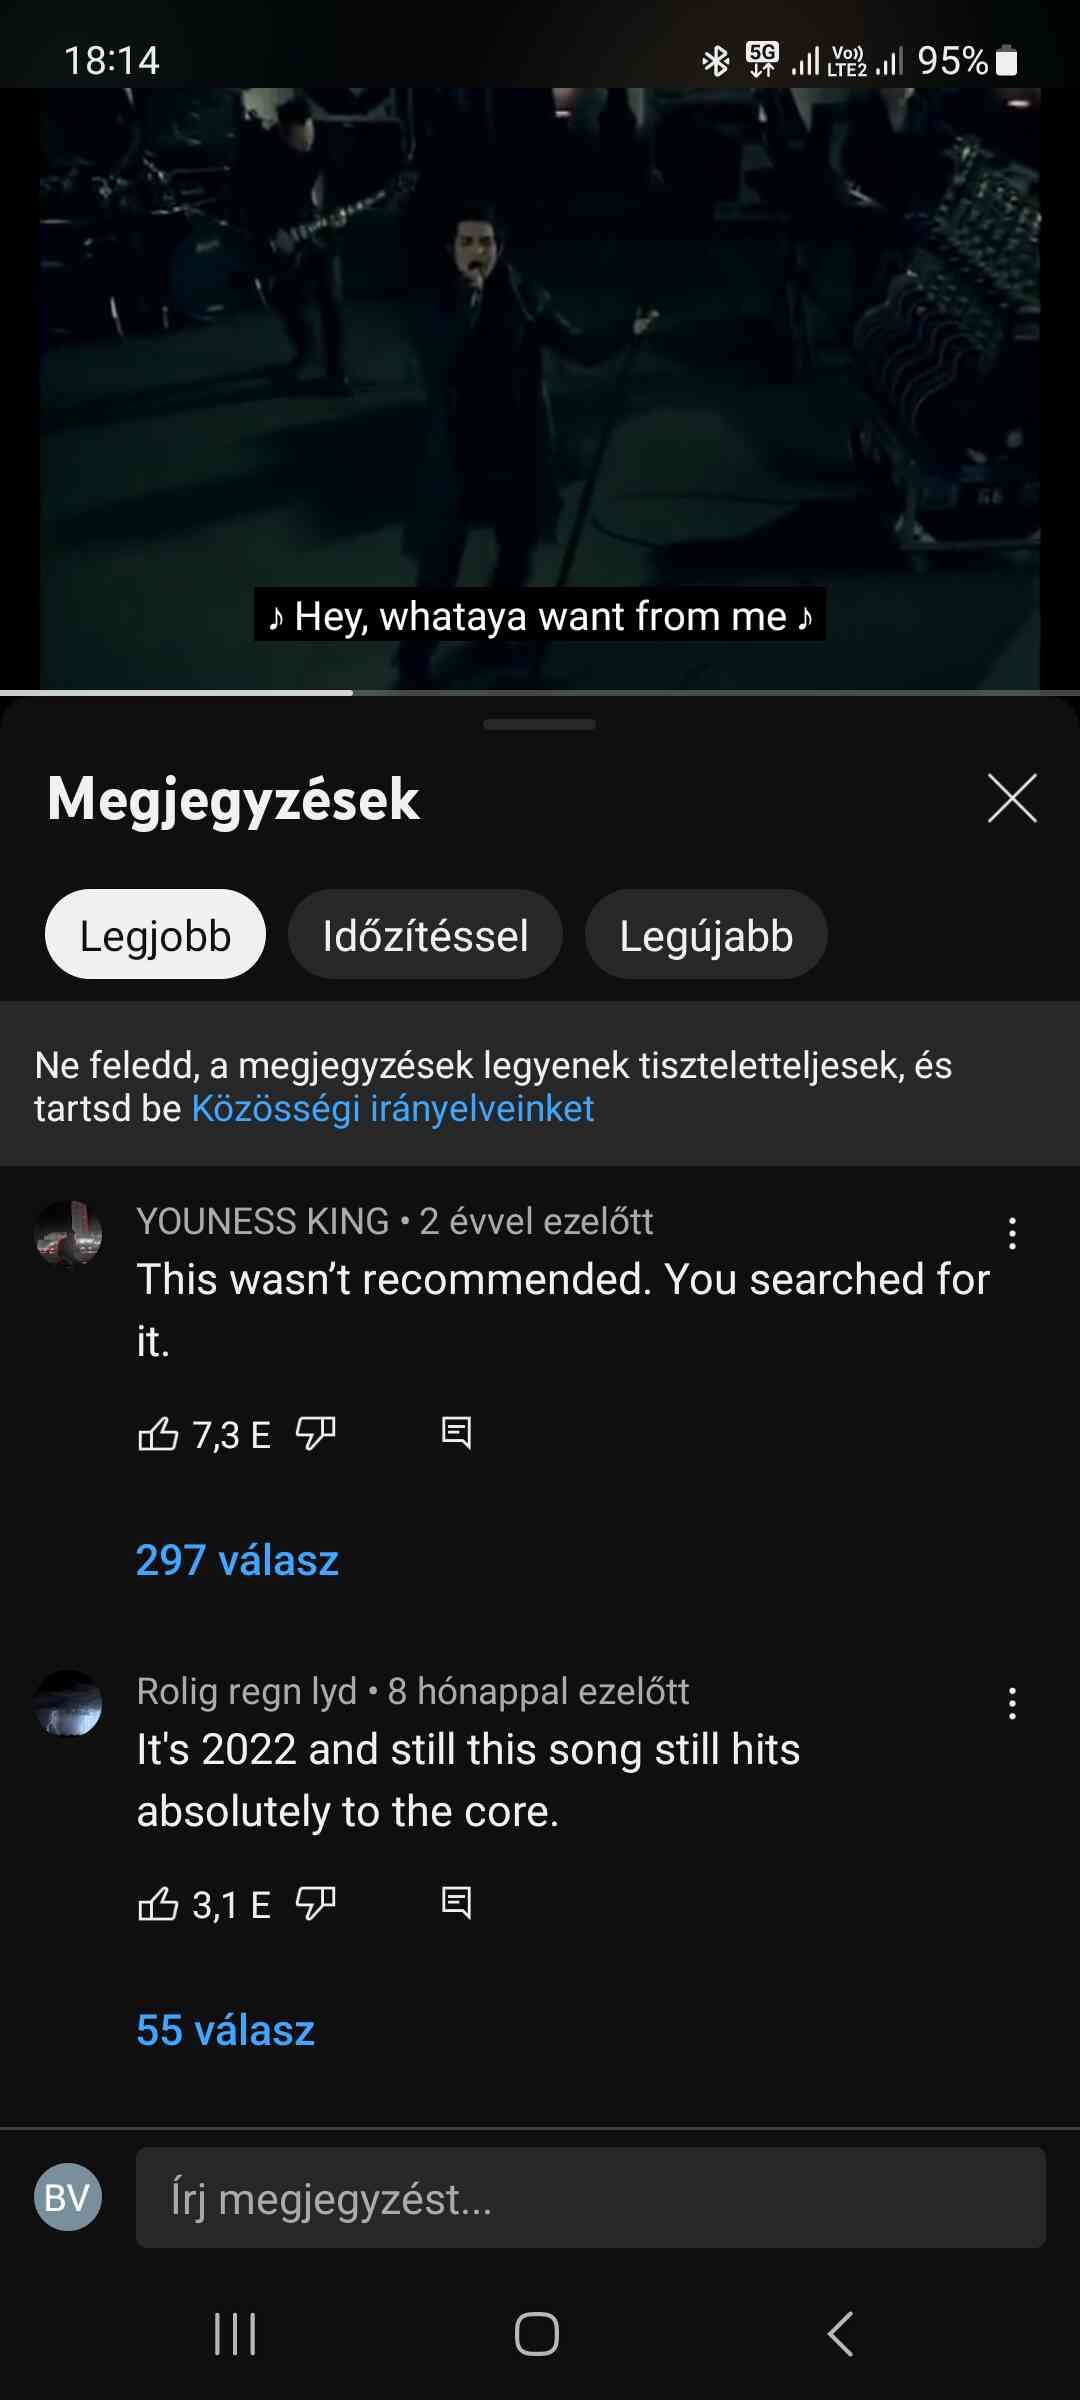 18:14
5G
Vo))
LTE2
95%
♪ Hey, whataya want from me ♪
Megjegyzések
Legjobb
Időzítéssel
Legújabb
Ne feledd, a megjegyzések legyenek tiszteletteljesek, és
tartsd be Közösségi irányelveinket
YOUNESS KING • 2 évvel ezelőtt
This wasn’t recommended. You searched for
it.
7,3 E
297 válasz
Rolig regn lyd • 8 hónappal ezelőtt
It's 2022 and still this song still hits
absolutely to the core.
3,1 E
55 válasz
BV
Írj megjegyzést...